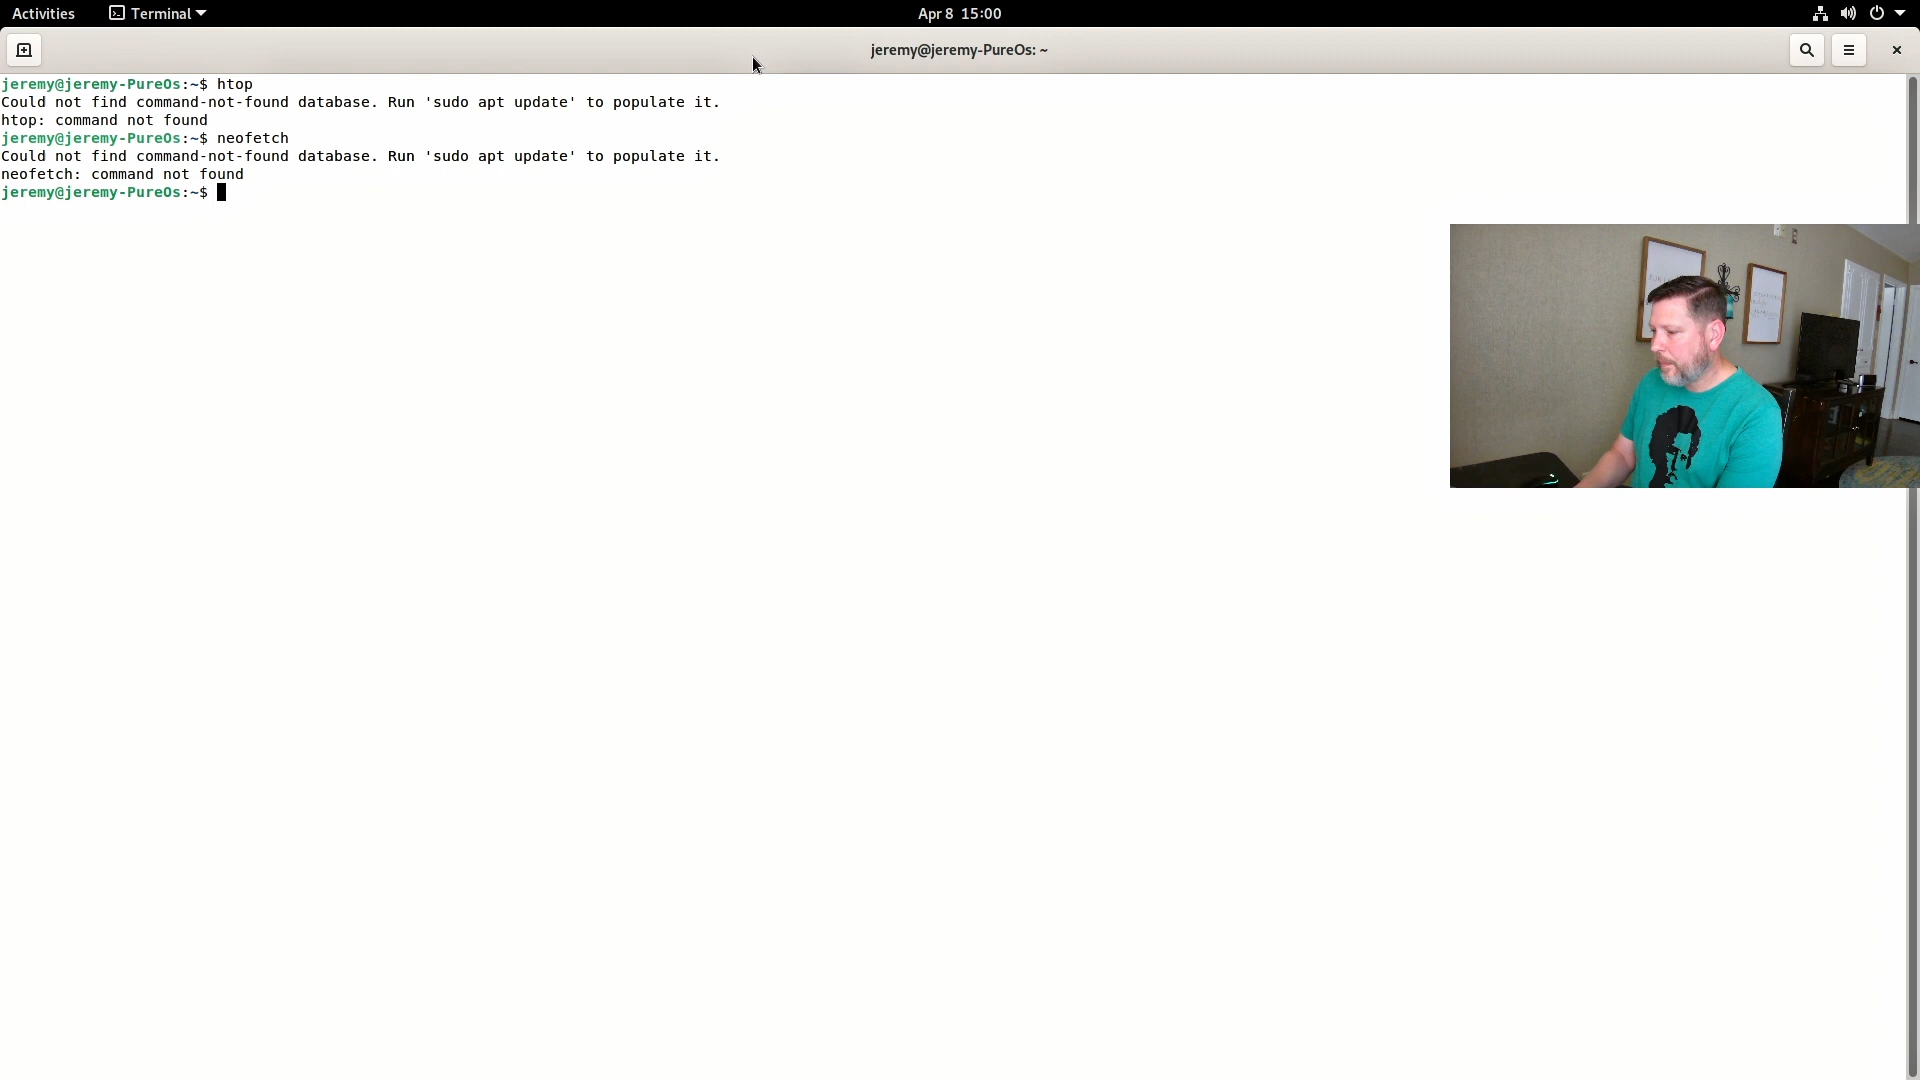 Activities
Terminal
Apr 8 15:00
jeremy@jeremy-PureOs: ~
jeremy@jeremy-PureOs:~$ htop
Could not find command-not-found database. Run 'sudo apt update' to populate it.
htop: command not found
jeremy@jeremy-PureOs:~$ neofetch
Could not find command-not-found database. Run 'sudo apt update' to populate it.
neofetch: command not found
jeremy@jeremy-PureOs:~$